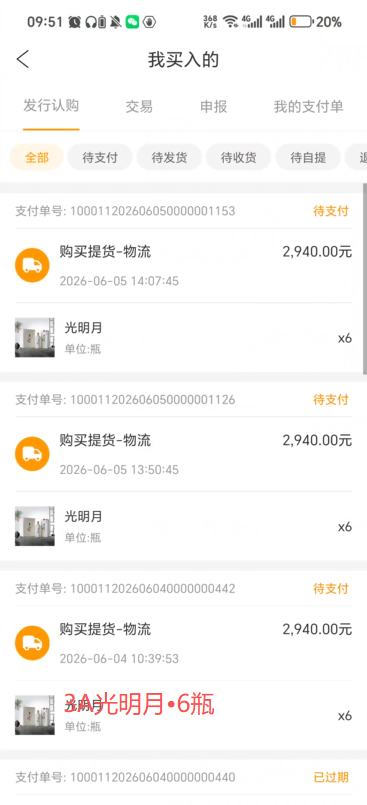 09:51
368 K/S 4G 4G 20%
我买入的
发行认购 交易 申报 我的支付单
全部 待支付 待发货 待收货 待自提
支付单号: 100011202606050000001153 待支付
购买提货-物流 2,940.00元
2026-06-05 14:07:45
光明月
单位:瓶 x6
支付单号: 100011202606050000001126 待支付
购买提货-物流 2,940.00元
2026-06-05 13:50:45
光明月
单位:瓶 x6
支付单号: 100011202606040000000442 待支付
购买提货-物流 2,940.00元
2026-06-04 10:39:53
光明月
3A光明月•6瓶
单位:瓶 x6
支付单号: 100011202606040000000440 已过期